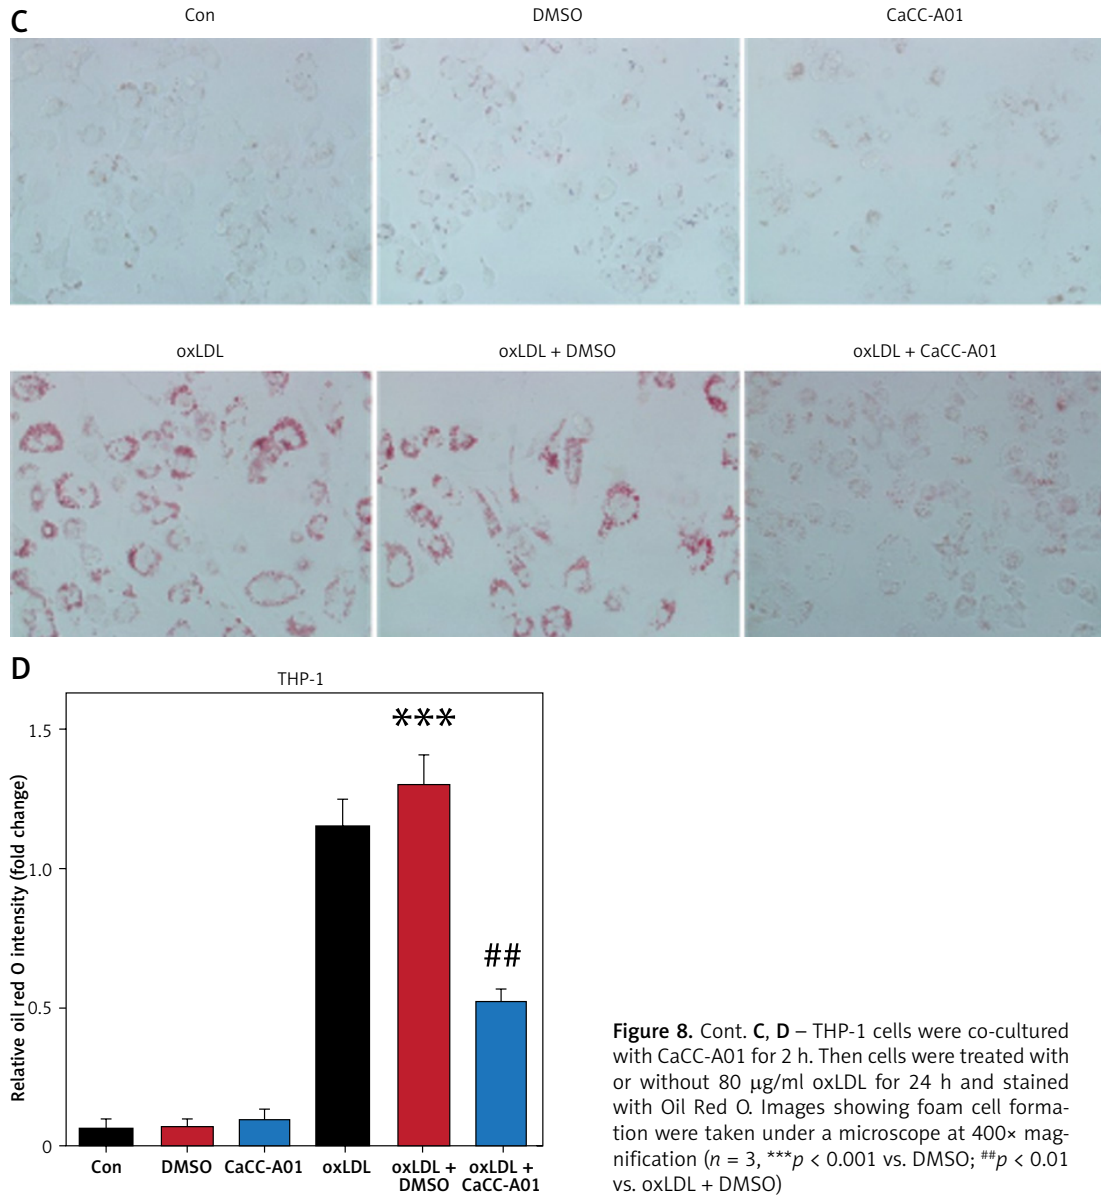 C
Con DMSO CaCC-A01
oxLDL oxLDL + DMSO oxLDL + CaCC-A01
D
THP-1
Relative oil red O intensity (fold change)
1.5
1.0
0.5
0
***
##
Con DMSO CaCC-A01 oxLDL oxLDL + DMSO oxLDL + CaCC-A01
Figure 8. Cont. C, D – THP-1 cells were co-cultured
with CaCC-A01 for 2 h. Then cells were treated with
or without 80 μg/ml oxLDL for 24 h and stained
with Oil Red O. Images showing foam cell forma-
tion were taken under a microscope at 400× mag-
nification (n = 3, ***p < 0.001 vs. DMSO; ##p < 0.01
vs. oxLDL + DMSO)